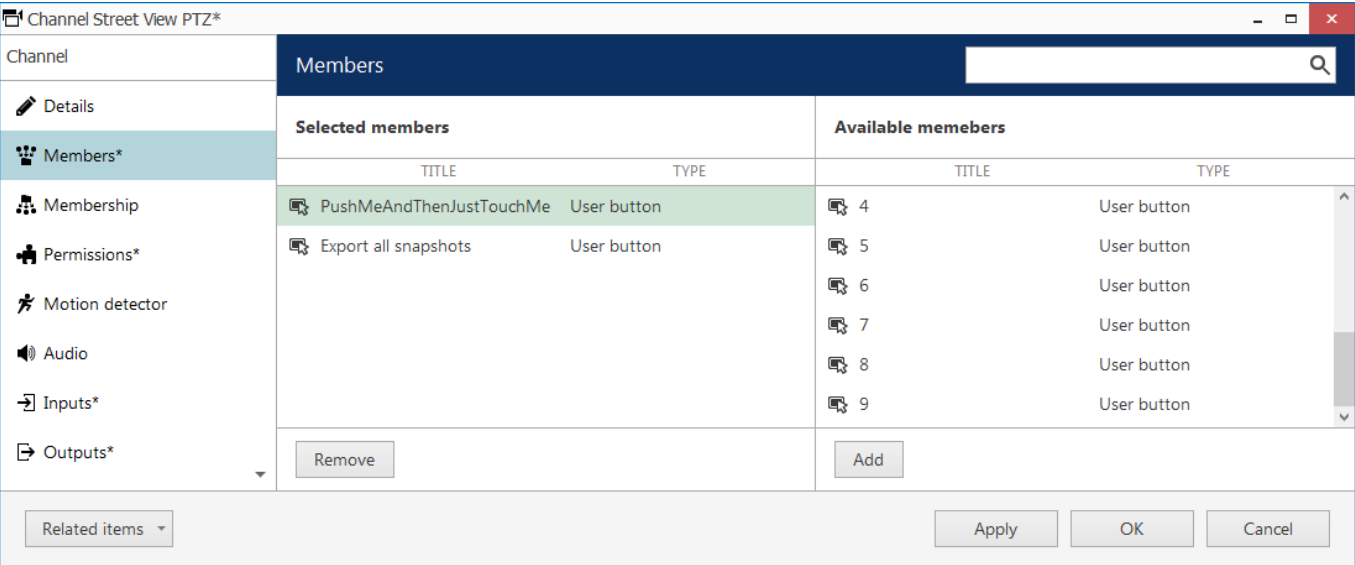 Channel Street View PTZ*
Channel
Members
Details
Members*
Membership
Permissions*
Motion detector
Audio
Inputs*
Outputs*
Selected members
TITLE TYPE
PushMeAndThenJustTouchMe User button
Export all snapshots User button
Remove
Available memebers
TITLE TYPE
4 User button
5 User button
6 User button
7 User button
8 User button
9 User button
Add
Related items
Apply
OK
Cancel